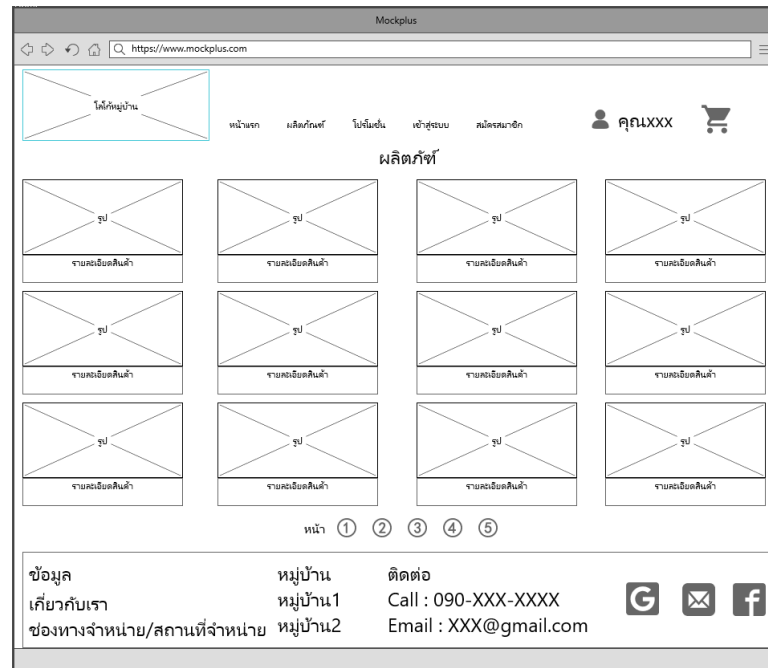 Mockplus
https://www.mockplus.com
โลโก้หมู่บ้าน
หน้าแรก ผลิตภัณฑ์ โปรโมชั่น เข้าสู่ระบบ สมัครสมาชิก คุณxxx
ผลิตภัฑ์
รูป รูป รูป รูป
รายละเอียดสินค้า รายละเอียดสินค้า รายละเอียดสินค้า รายละเอียดสินค้า
รูป รูป รูป รูป
รายละเอียดสินค้า รายละเอียดสินค้า รายละเอียดสินค้า รายละเอียดสินค้า
รูป รูป รูป รูป
รายละเอียดสินค้า รายละเอียดสินค้า รายละเอียดสินค้า รายละเอียดสินค้า
หน้า 1 2 3 4 5
ข้อมูล หมู่บ้าน ติดต่อ
เกี่ยวกับเรา หมู่บ้าน1 Call : 090-XXX-XXXX
ช่องทางจำหน่าย/สถานที่จำหน่าย หมู่บ้าน2 Email : XXX@gmail.com
G f